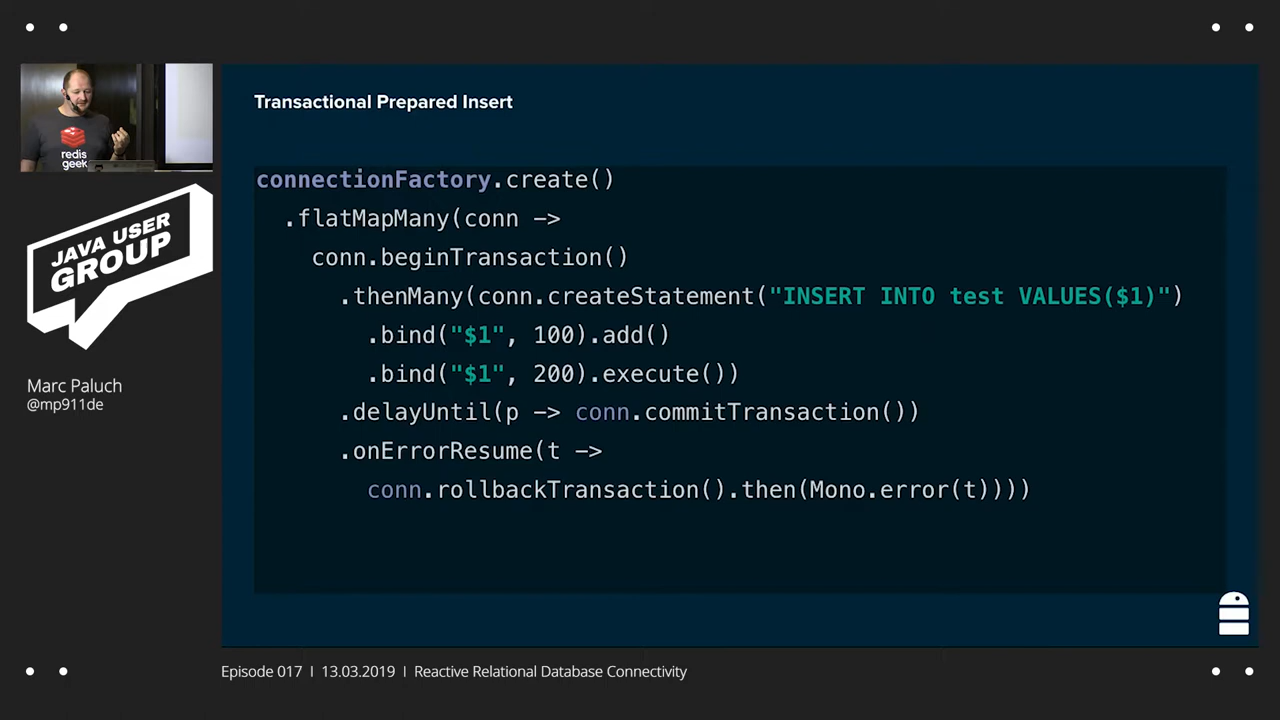 Transactional Prepared Insert
redis
geek
connectionFactory.create()
.flatMapMany(conn ->
conn.beginTransaction()
.thenMany(conn.createStatement("INSERT INTO test VALUES($1)")
.bind("$1", 100).add()
.bind("$1", 200).execute())
.delayUntil(p -> conn.commitTransaction())
.onErrorResume(t ->
conn.rollbackTransaction().then(Mono.error(t))))
JAVA USER
GROUP
Marc Paluch
@mp911de
Episode 017 | 13.03.2019 | Reactive Relational Database Connectivity